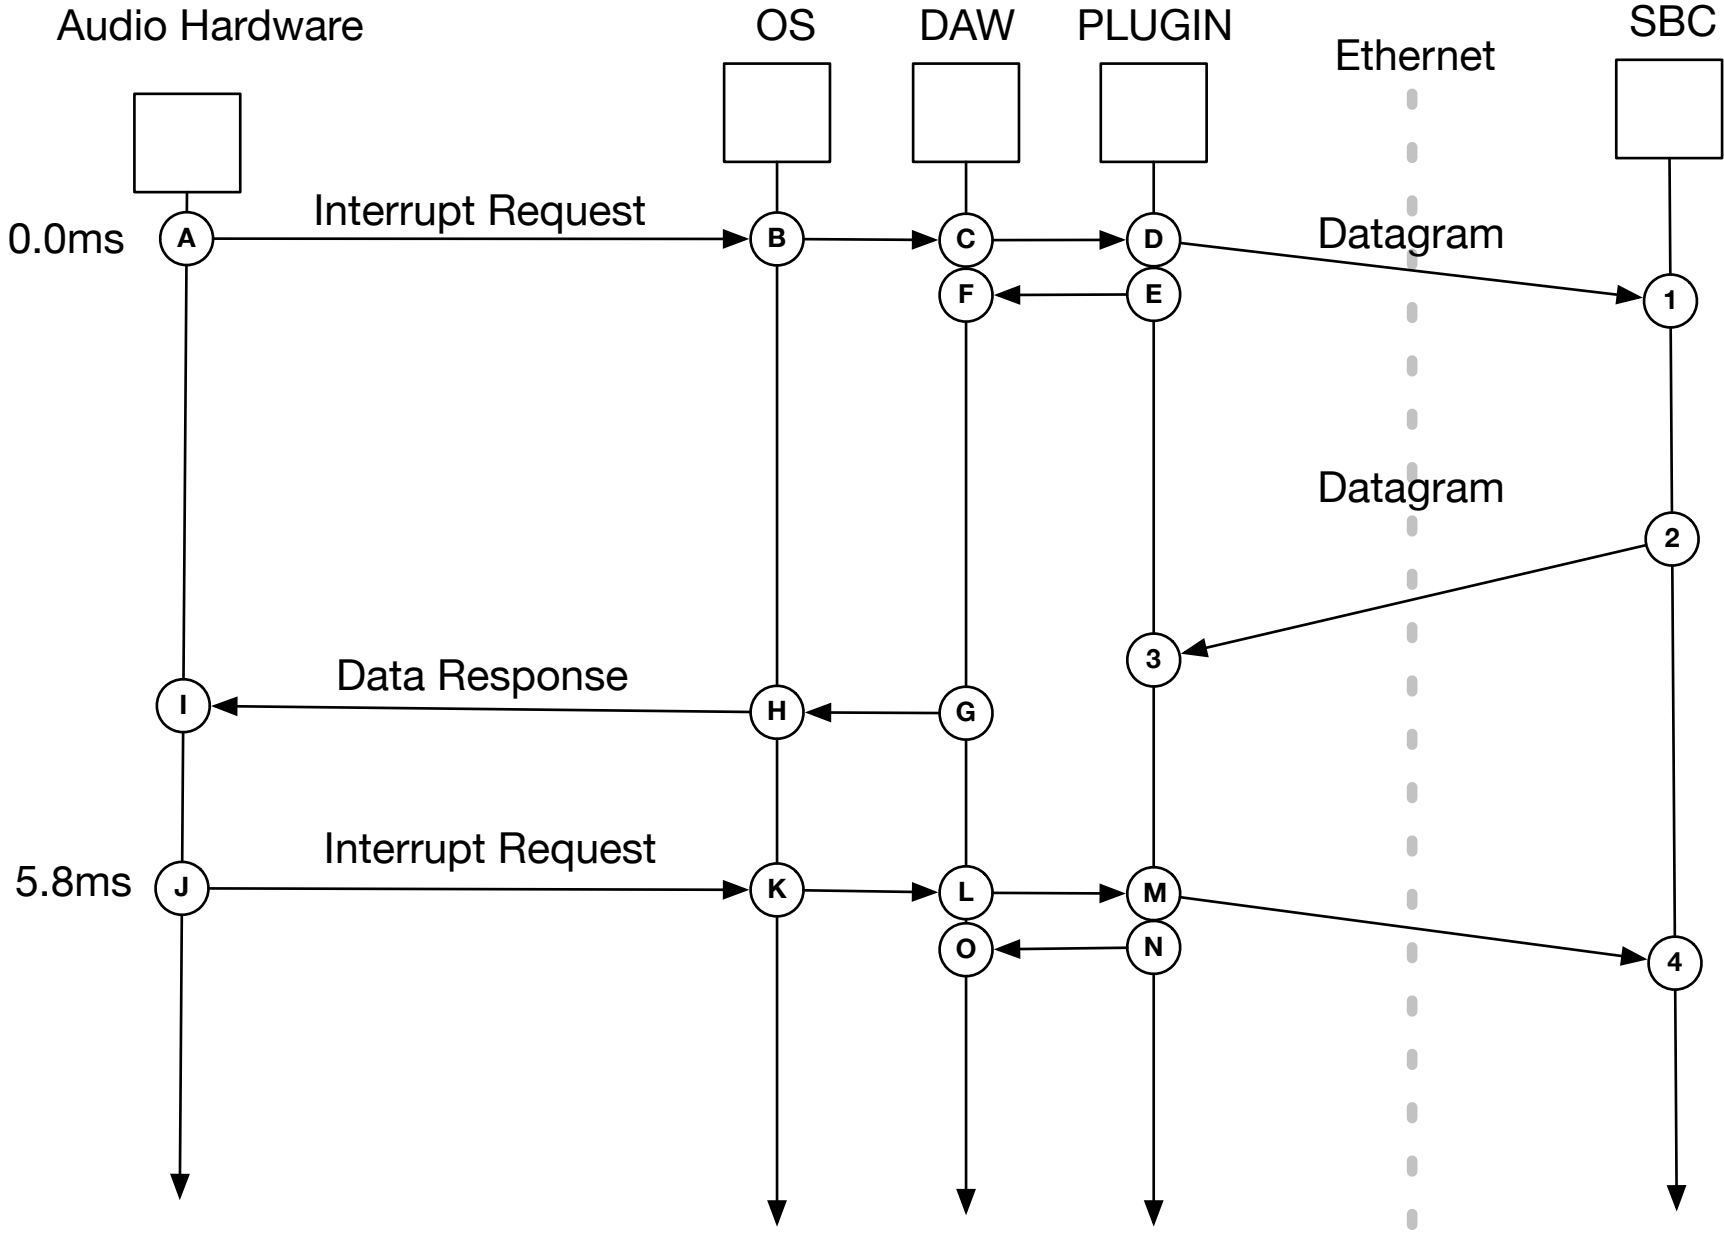 Audio Hardware
OS
DAW
PLUGIN
Ethernet
SBC
0.0ms
A
Interrupt Request
B
C
D
Datagram
F
E
1
Datagram
2
3
I
Data Response
H
G
5.8ms
J
Interrupt Request
K
L
M
O
N
4